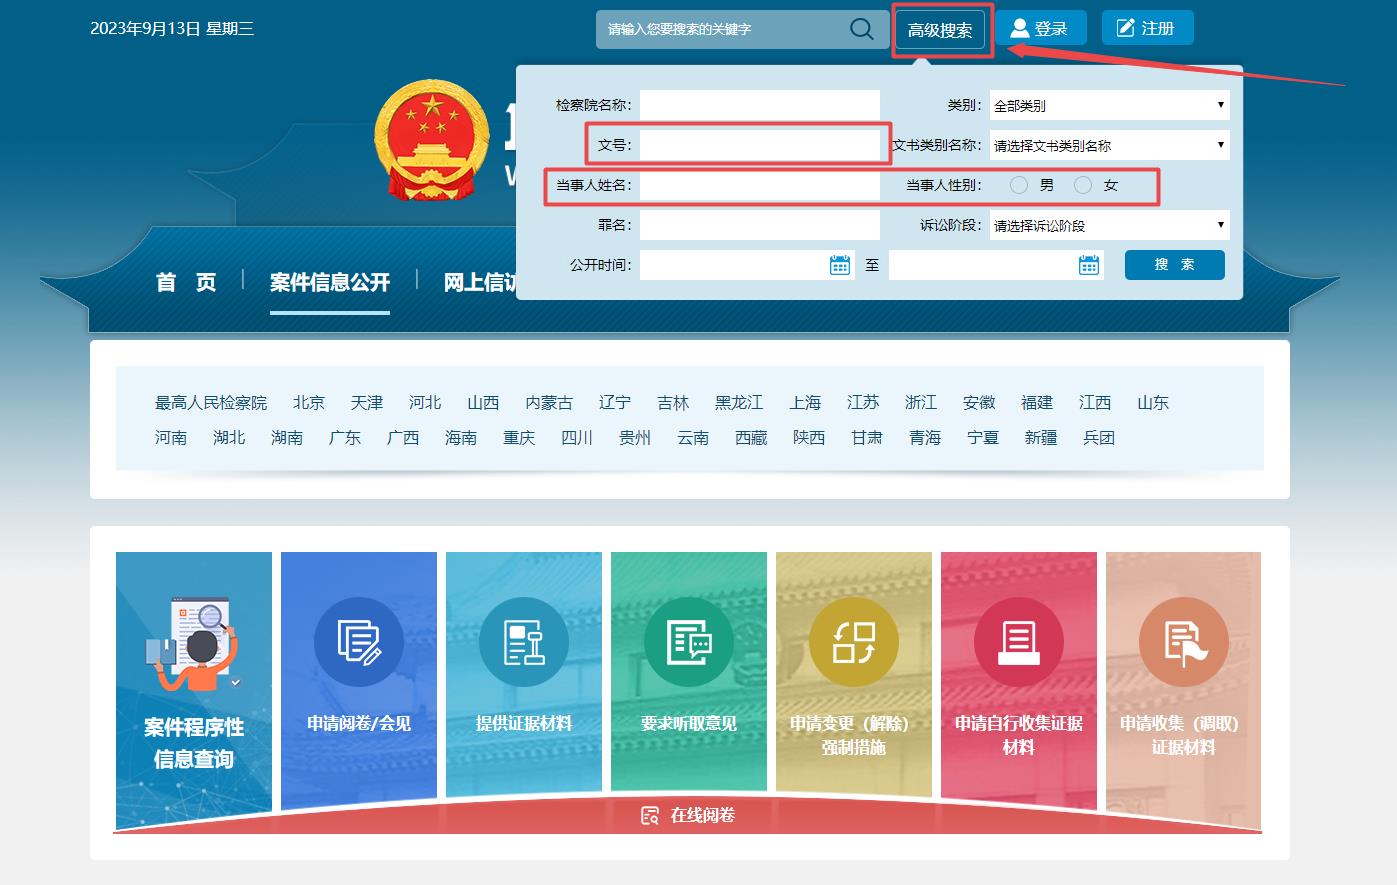 2023年9月13日 星期三
请输入您要搜索的关键字
高级搜索
登录
注册
检察院名称：
类别：
全部类别
文号：
文书类别名称：
请选择文书类别名称
当事人姓名：
当事人性别：
男
女
罪名：
诉讼阶段：
请选择诉讼阶段
公开时间：
至
搜 索
首 页
案件信息公开
网上信访
最高人民检察院 北京 天津 河北 山西 内蒙古 辽宁 吉林 黑龙江 上海 江苏 浙江 安徽 福建 江西 山东
河南 湖北 湖南 广东 广西 海南 重庆 四川 贵州 云南 西藏 陕西 甘肃 青海 宁夏 新疆 兵团
案件程序性
信息查询
申请阅卷/会见
提供证据材料
要求听取意见
申请变更（解除）
强制措施
申请自行收集证据
材料
申请收集（调取）
证据材料
在线阅卷